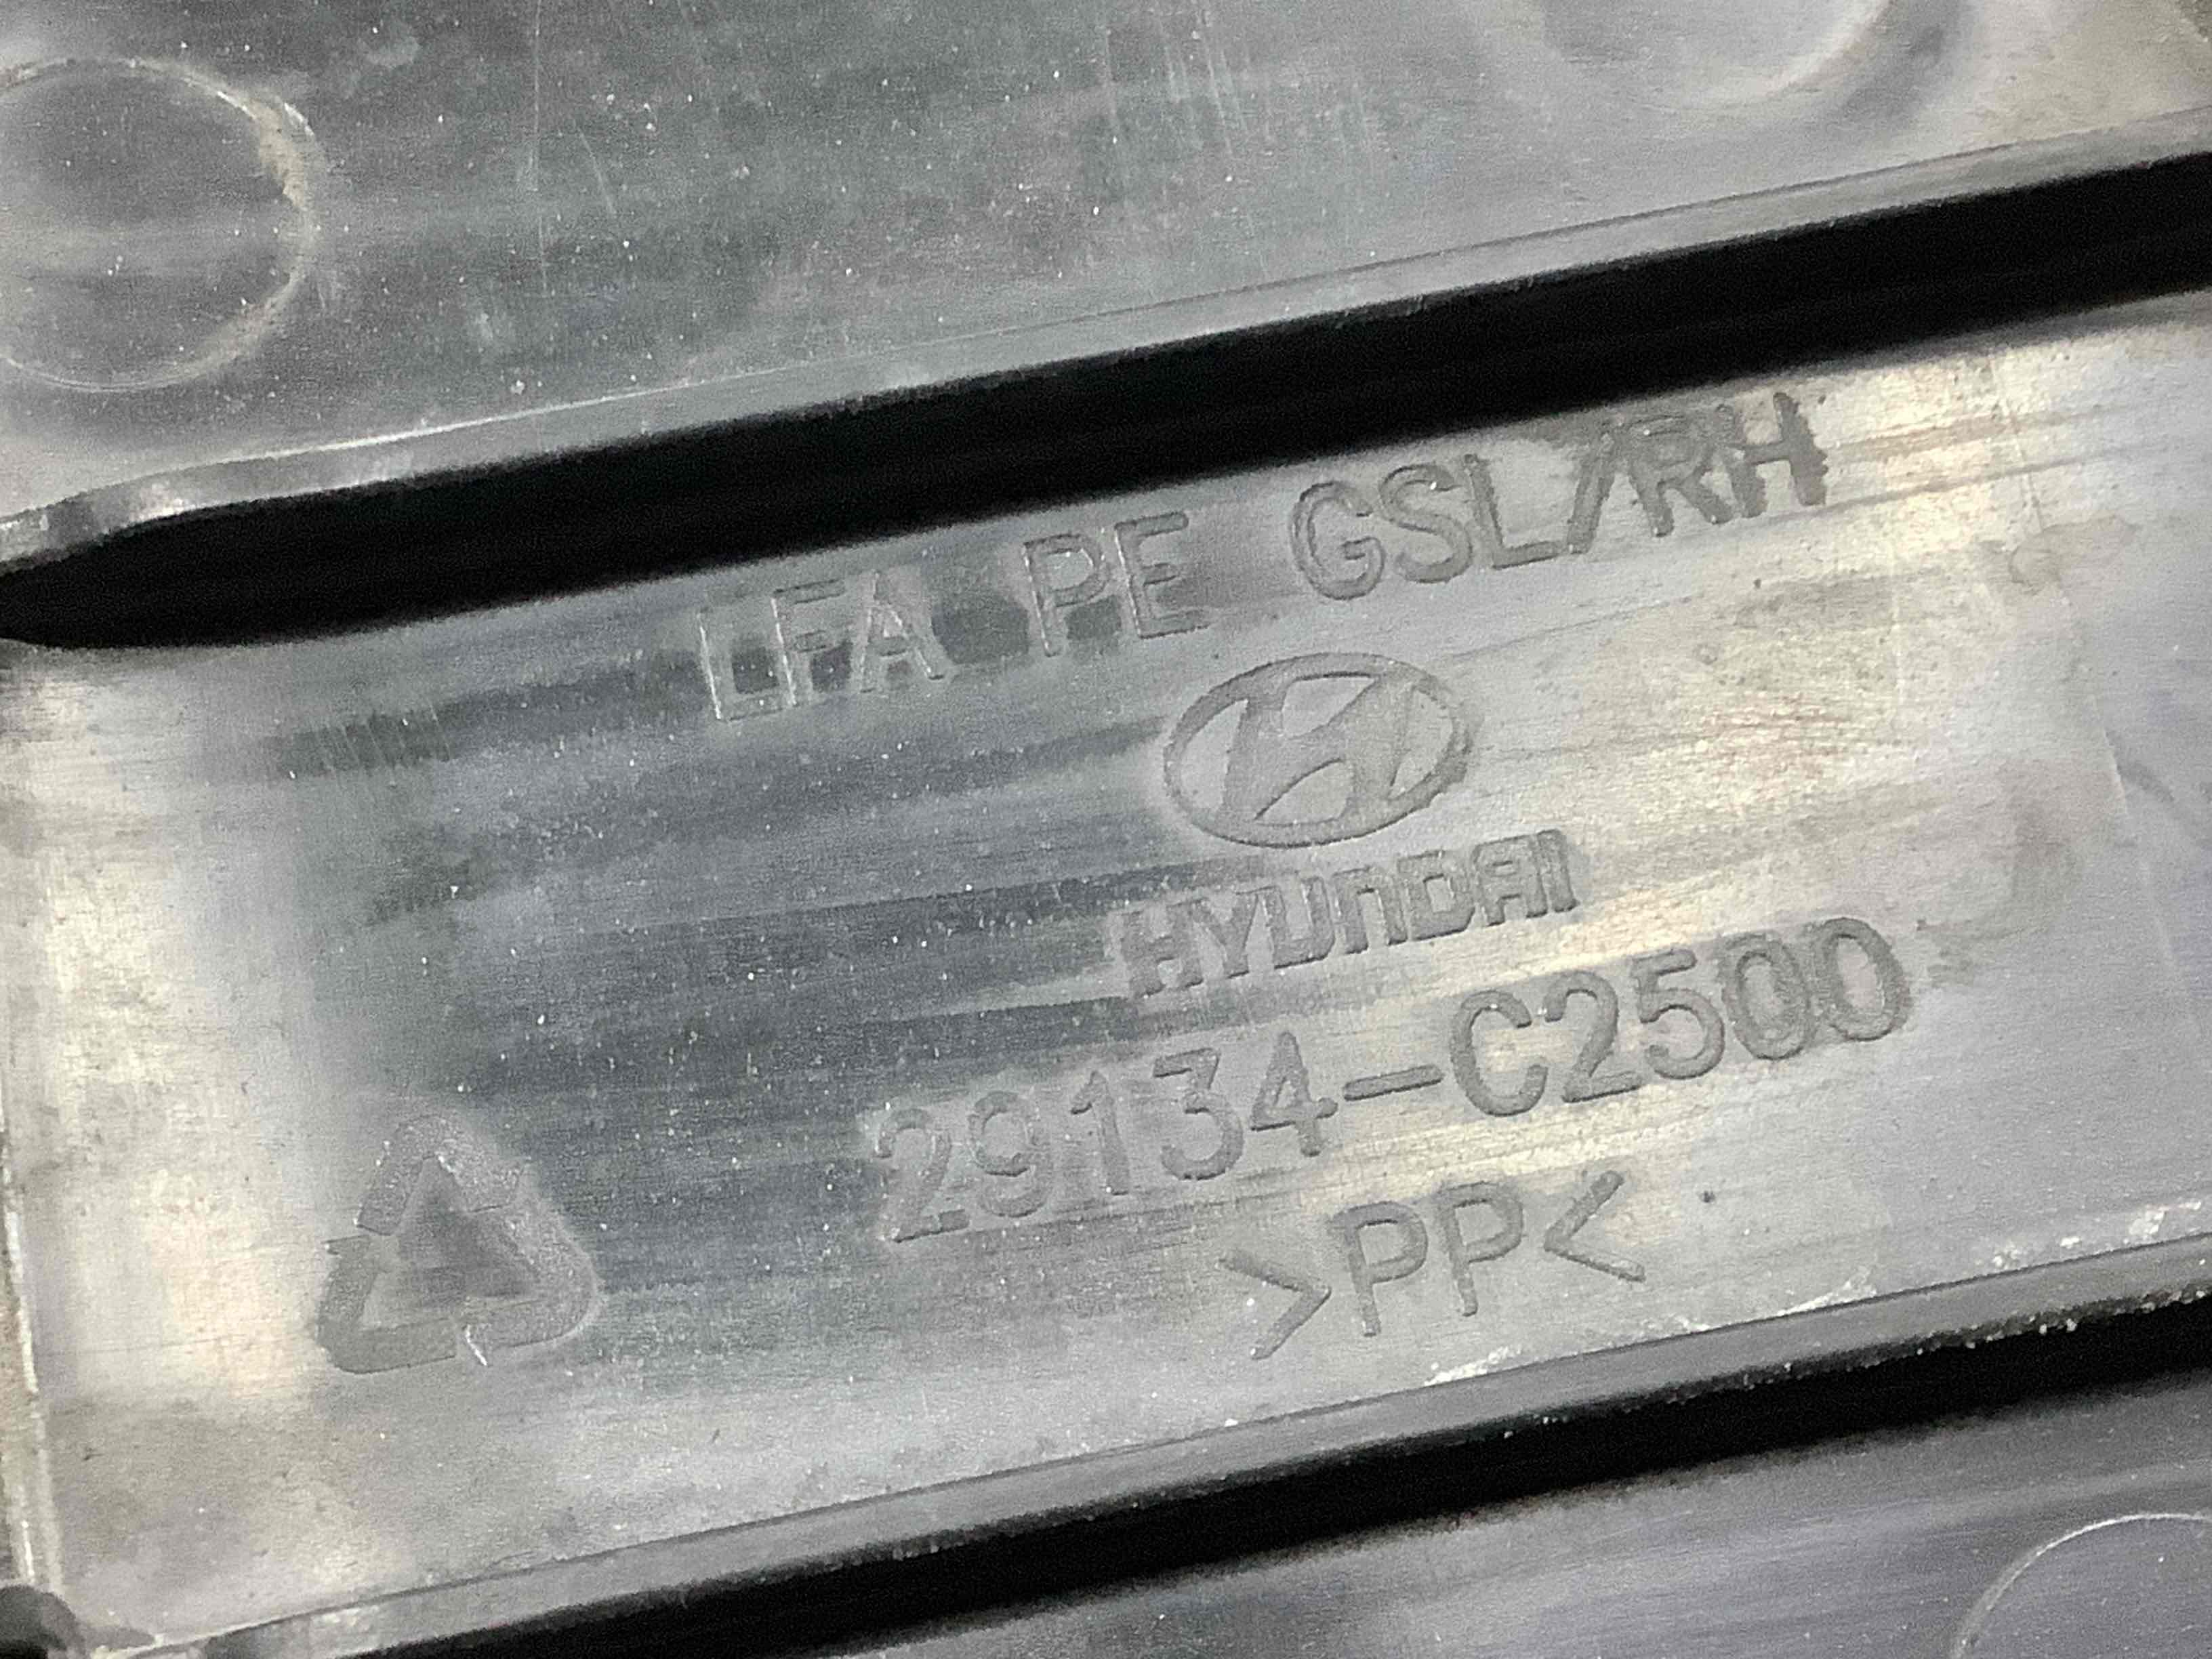 LFA PE GSL/RH
HYUNDAI
29134-C2500
>PP<